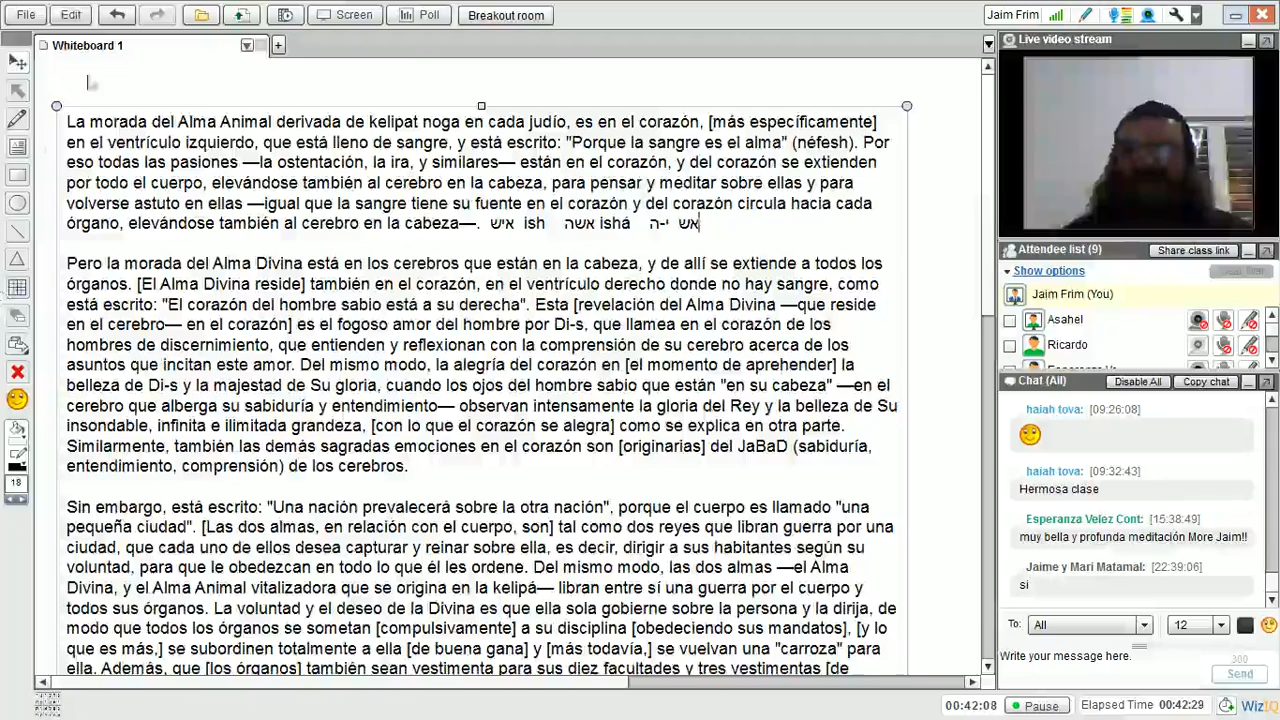 File
Edit
Screen
Poll
Breakout room
Jaim Frim
Whiteboard 1
Live video stream
La morada del Alma Animal derivada de kelipat noga en cada judío, es en el corazón, [más específicamente]
en el ventrículo izquierdo, que está lleno de sangre, y está escrito: "Porque la sangre es el alma" (néfesh). Por
eso todas las pasiones —la ostentación, la ira, y similares— están en el corazón, y del corazón se extienden
por todo el cuerpo, elevándose también al cerebro en la cabeza, para pensar y meditar sobre ellas y para
volverse astuto en ellas —igual que la sangre tiene su fuente en el corazón y del corazón circula hacia cada
órgano, elevándose también al cerebro en la cabeza—. איש ish אשה ishá אש י-ה
Pero la morada del Alma Divina está en los cerebros que están en la cabeza, y de allí se extiende a todos los
órganos. [El Alma Divina reside] también en el corazón, en el ventrículo derecho donde no hay sangre, como
está escrito: "El corazón del hombre sabio está a su derecha". Esta [revelación del Alma Divina —que reside
en el cerebro— en el corazón] es el fogoso amor del hombre por Di-s, que llamea en el corazón de los
hombres de discernimiento, que entienden y reflexionan con la comprensión de su cerebro acerca de los
asuntos que incitan este amor. Del mismo modo, la alegría del corazón en [el momento de aprehender] la
belleza de Di-s y la majestad de Su gloria, cuando los ojos del hombre sabio que están "en su cabeza" —en el
cerebro que alberga su sabiduría y entendimiento— observan intensamente la gloria del Rey y la belleza de Su
insondable, infinita e ilimitada grandeza, [con lo que el corazón se alegra] como se explica en otra parte.
Similarmente, también las demás sagradas emociones en el corazón son [originarias] del JaBaD (sabiduría,
entendimiento, comprensión) de los cerebros.
Sin embargo, está escrito: "Una nación prevalecerá sobre la otra nación", porque el cuerpo es llamado "una
pequeña ciudad". [Las dos almas, en relación con el cuerpo, son] tal como dos reyes que libran guerra por una
ciudad, que cada uno de ellos desea capturar y reinar sobre ella, es decir, dirigir a sus habitantes según su
voluntad, para que le obedezcan en todo lo que él les ordene. Del mismo modo, las dos almas —el Alma
Divina, y el Alma Animal vitalizadora que se origina en la kelipá— libran entre sí una guerra por el cuerpo y
todos sus órganos. La voluntad y el deseo de la Divina es que ella sola gobierne sobre la persona y la dirija, de
modo que todos los órganos se sometan [compulsivamente] a su disciplina [obedeciendo sus mandatos], [y lo
que es más,] se subordinen totalmente a ella [de buena gana] y [más todavía,] se vuelvan una "carroza" para
ella. Además, que [los órganos] también sean vestimenta para sus diez facultades y tres vestimentas [de
18
Attendee list (9)
Share class link
Show options
Jaim Frim (You)
Asahel
Ricardo
Chat (All)
Disable All
Copy chat
haiah tova: [09:26:08]
haiah tova: [09:32:43]
Hermosa clase
Esperanza Velez Cont: [15:38:49]
muy bella y profunda meditación More Jaim!!
Jaime y Mari Matamal: [22:39:06]
si
To: All 12
Write your message here.
300
Send
00:42:08
Pause
Elapsed Time 00:42:29
WizIQ